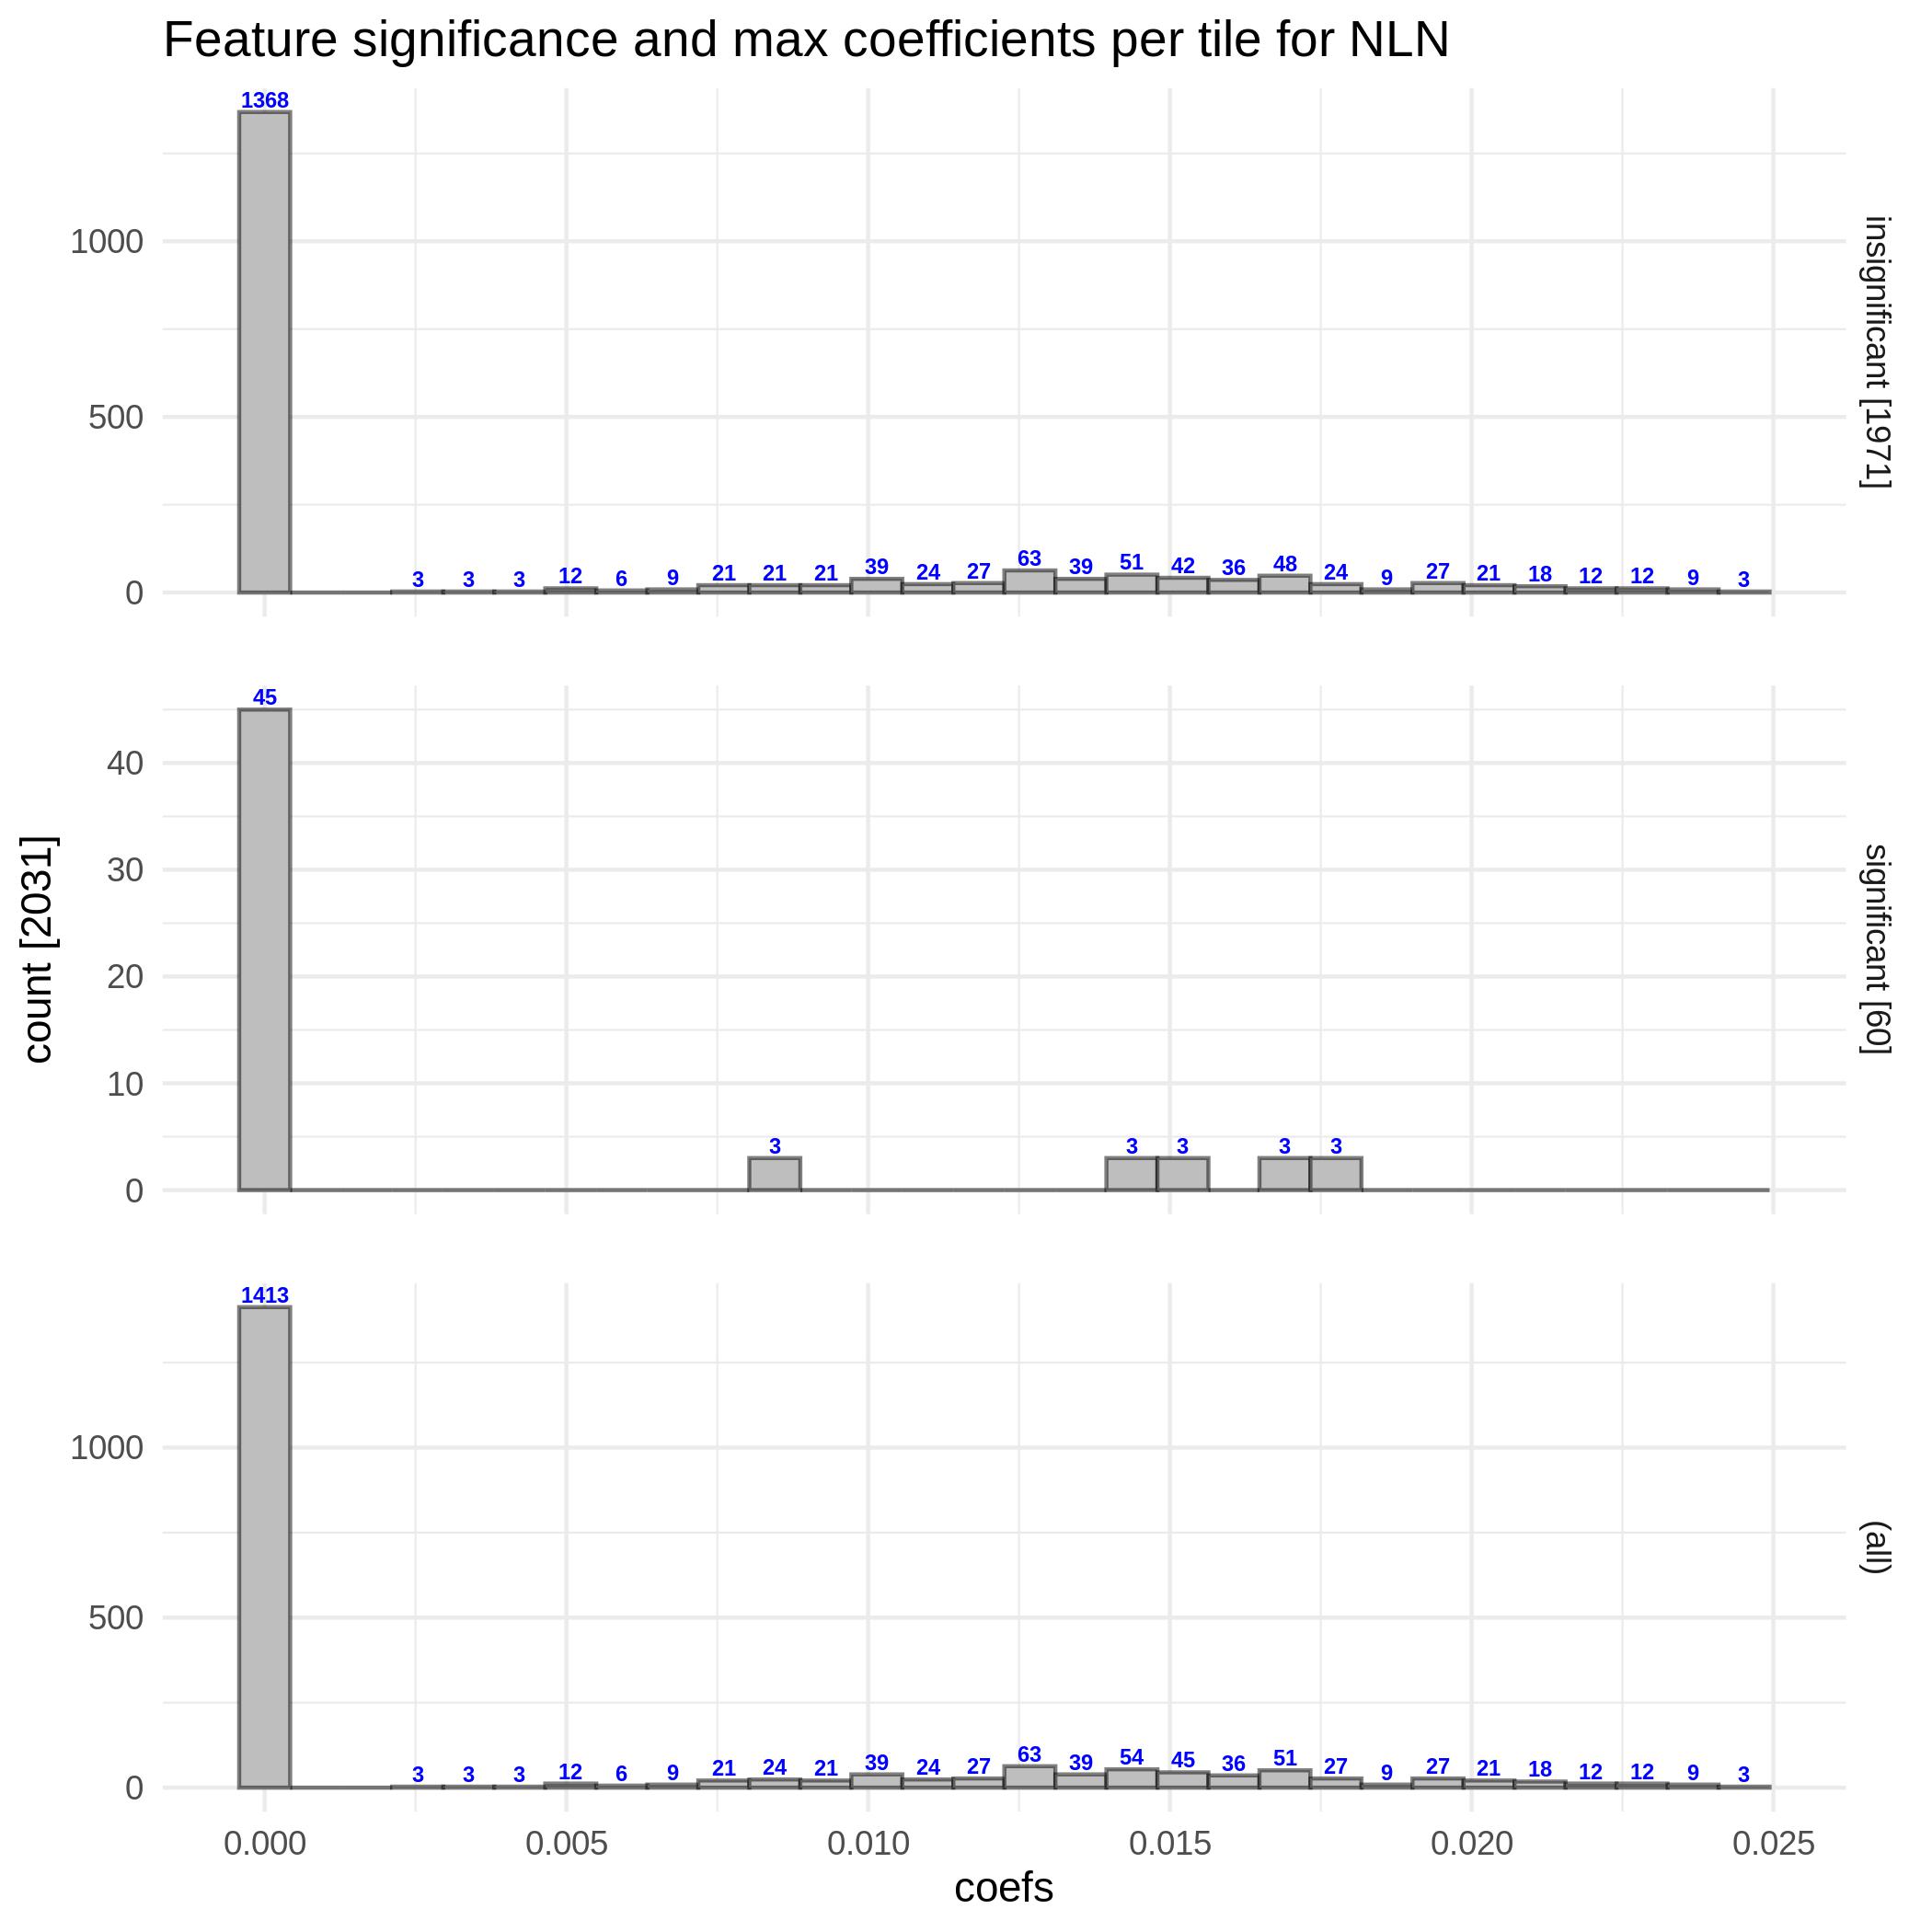 Feature significance and max coefficients per tile for NLN
1368
3 3 3 12 6 9 21 21 21 39 24 27 63 39 51 42 36 48 24 9 27 21 18 12 12 9 3
1000
500
0
insignificant [1971]
45
3 3 3 3 3
40
30
20
10
0
significant [60]
count [2031]
1413
3 3 3 12 6 9 21 24 21 39 24 27 63 39 54 45 36 51 27 9 27 21 18 12 12 9 3
1000
500
0
(all)
0.000 0.005 0.010 0.015 0.020 0.025
coefs